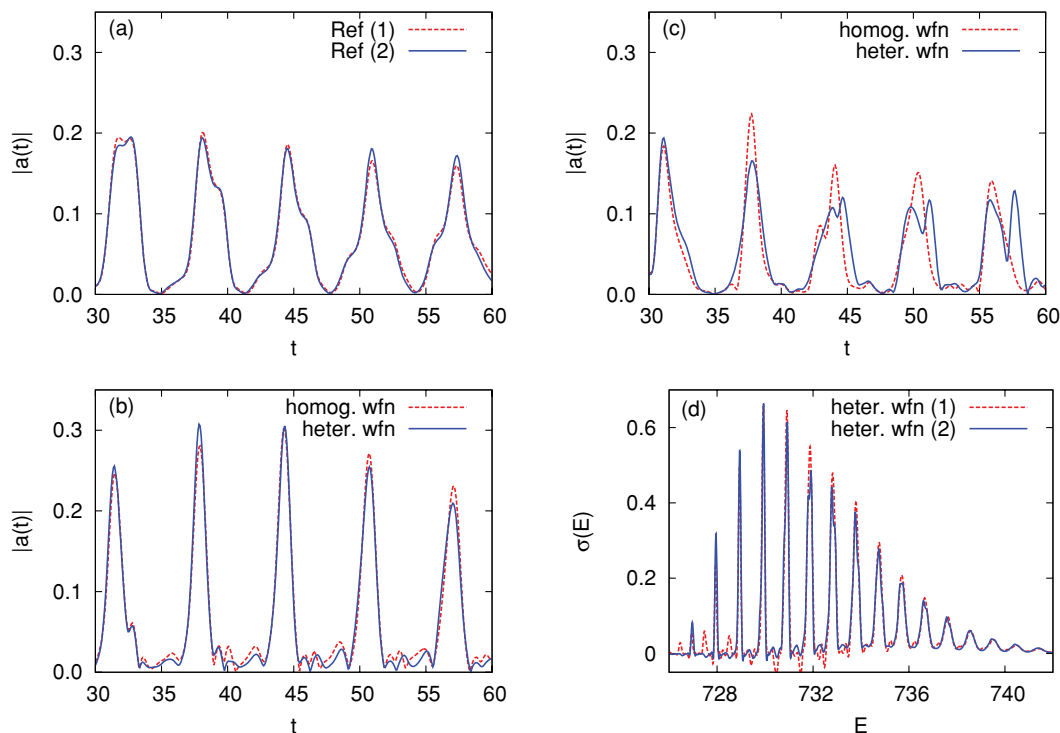 (a)
Ref (1)
Ref (2)
|a(t)|
0.3
0.2
0.1
0.0
30 35 40 45 50 55 60
t
(c)
homog. wfn
heter. wfn
|a(t)|
0.3
0.2
0.1
0.0
30 35 40 45 50 55 60
t
(b)
homog. wfn
heter. wfn
|a(t)|
0.3
0.2
0.1
0.0
30 35 40 45 50 55 60
t
(d)
heter. wfn (1)
heter. wfn (2)
σ(E)
0.6
0.4
0.2
0
728 732 736 740
E